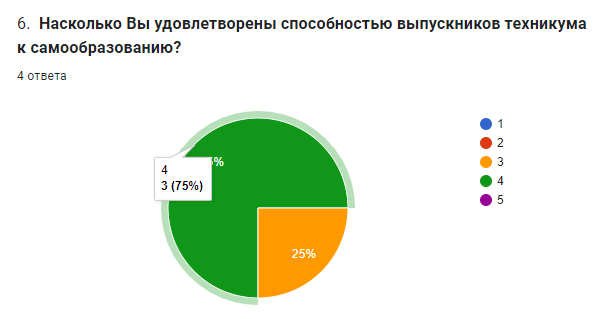 6. Насколько Вы удовлетворены способностью выпускников техникума
к самообразованию?
4 ответа
4
3 (75%)
25%
1
2
3
4
5